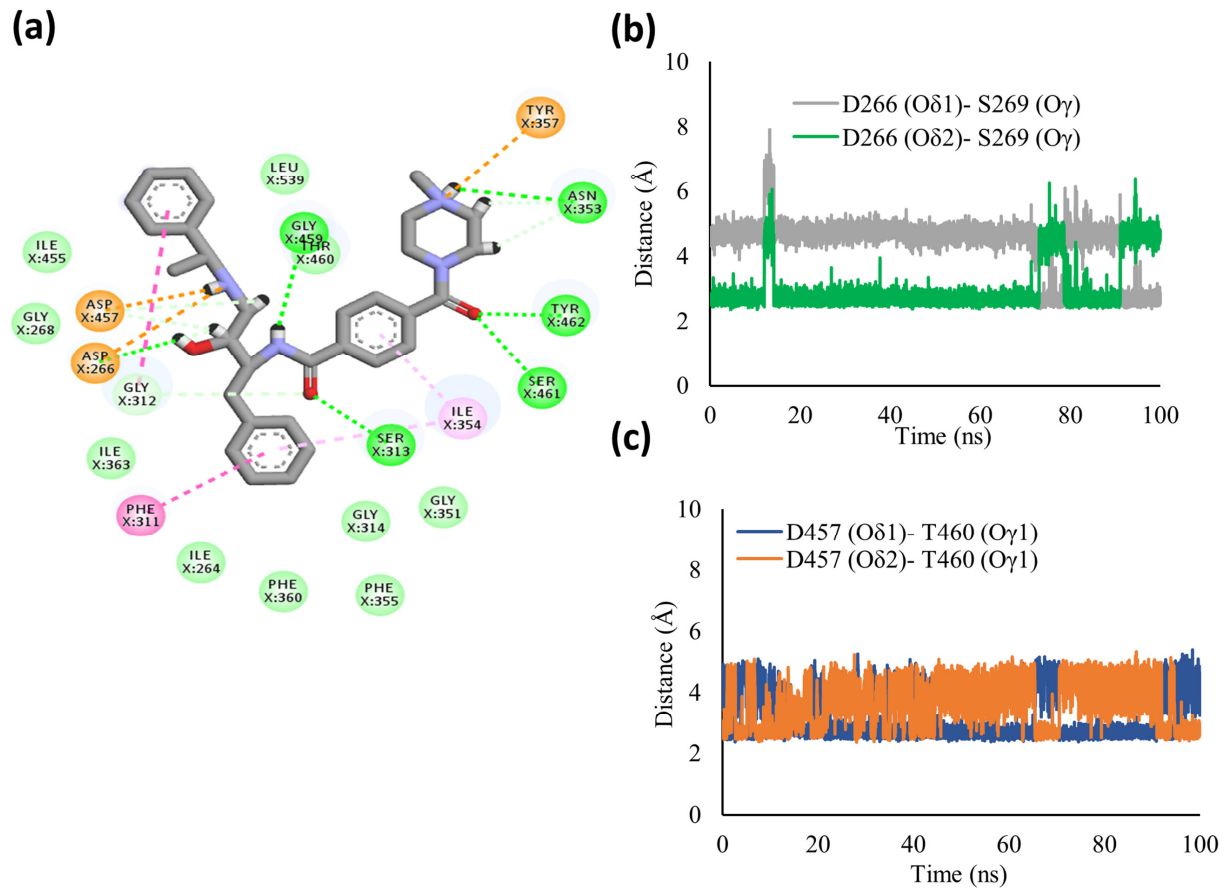 (a)
TYR
X:357
LEU
X:539
ASN
X:353
GLY
X:459
THR
X:460
ILE
X:455
ASP
X:457
GLY
X:268
TYR
X:462
ASP
X:266
GLY
X:312
SER
X:461
ILE
X:354
SER
X:313
ILE
X:363
PHE
X:311
GLY
X:314
GLY
X:351
ILE
X:264
PHE
X:360
PHE
X:355
N
H
O
N
H
N
O
N
O
(b)
D266 (Oδ1)- S269 (Oγ)
D266 (Oδ2)- S269 (Oγ)
Distance (Å)
10
8
6
4
2
0
0 20 40 60 80 100
Time (ns)
(c)
D457 (Oδ1)- T460 (Oγ1)
D457 (Oδ2)- T460 (Oγ1)
Distance (Å)
10
8
6
4
2
0
0 20 40 60 80 100
Time (ns)